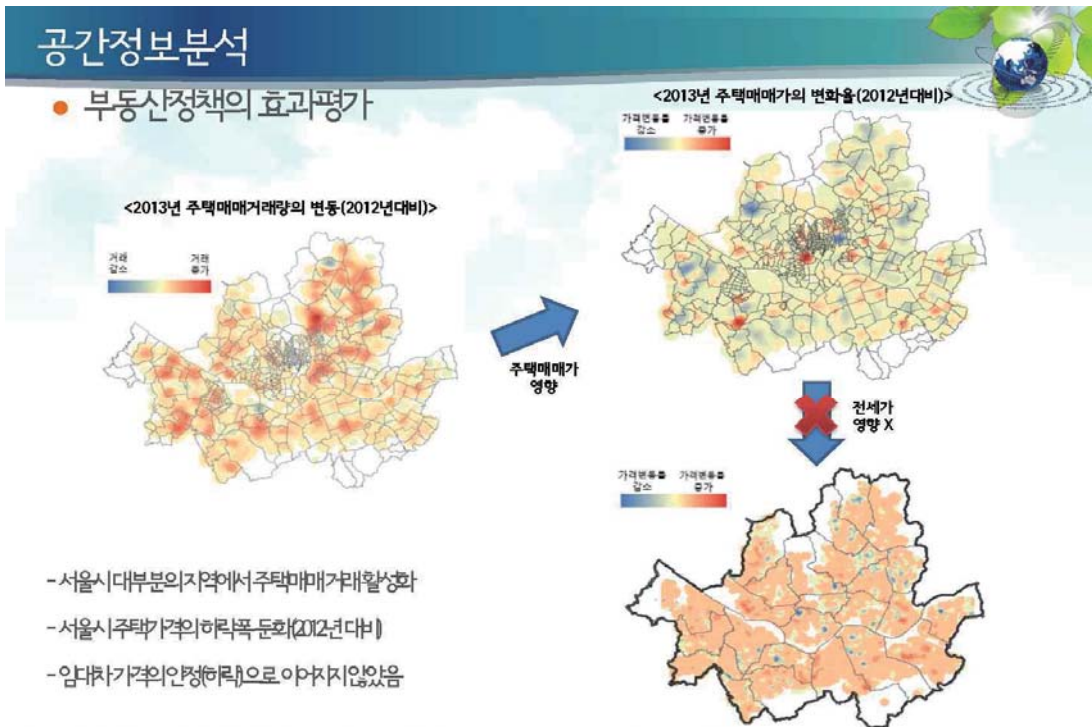 공간정보분석
• 부동산정책의 효과평가
<2013년 주택매매가의 변화율(2012년대비)>
가격변동률
감소
가격변동률
증가
<2013년 주택매매거래량의 변동(2012년대비)>
거래
감소
거래
증가
주택매매가
영향
전세가
영향 X
가격변동률
감소
가격변동률
증가
- 서울시 대부분의 지역에서 주택매매 거래 활성화
- 서울시 주택가격의 하락폭 둔화(2012년 대비)
- 임대차 가격의 안정(하락)으로 이어지지 않았음